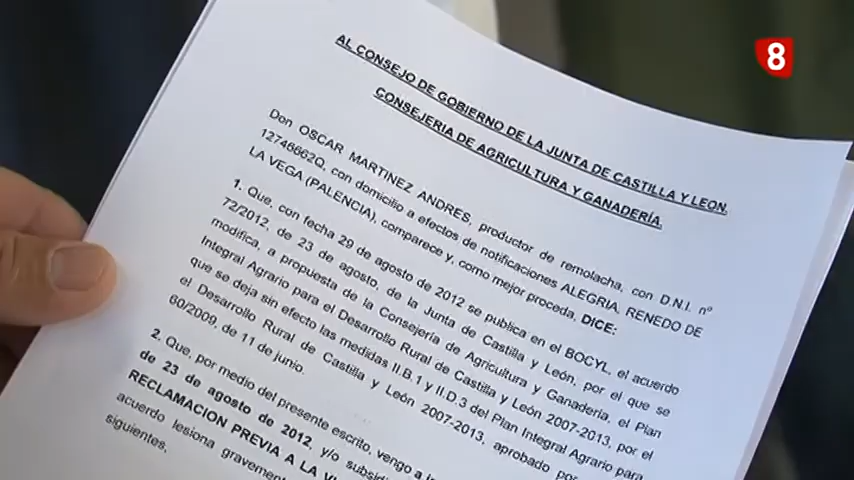 8
AL CONSEJO DE GOBIERNO DE LA JUNTA DE CASTILLA Y LEON
CONSEJERIA DE AGRICULTURA Y GANADERÍA.
Don OSCAR MARTINEZ ANDRES, productor de remolacha, con D.N.I. nº
12746662Q, con domicilio a efectos de notificaciones ALEGRIA, RENEDO DE
LA VEGA (PALENCIA), comparece y, como mejor proceda, DICE:
1. Que, con fecha 29 de agosto de 2012 se publica en el BOCYL, el acuerdo
72/2012, de 23 de agosto, de la Junta de Castilla y León, por el que se
modifica, a propuesta de la Consejería de Agricultura y Ganadería, el Plan
Integral Agrario para el Desarrollo Rural de Castilla y León 2007-2013, por el
que se deja sin efecto las medidas II.B.1 y II.D.3 del Plan Integral Agrario para
el Desarrollo Rural de Castilla y León 2007-2013, aprobado por
60/2009, de 11 de junio.
2. Que, por medio del presente escrito, vengo a
de 23 de agosto de 2012, y/o
RECLAMACION PREVIA A LA
acuerdo lesiona gravemente
siguientes,